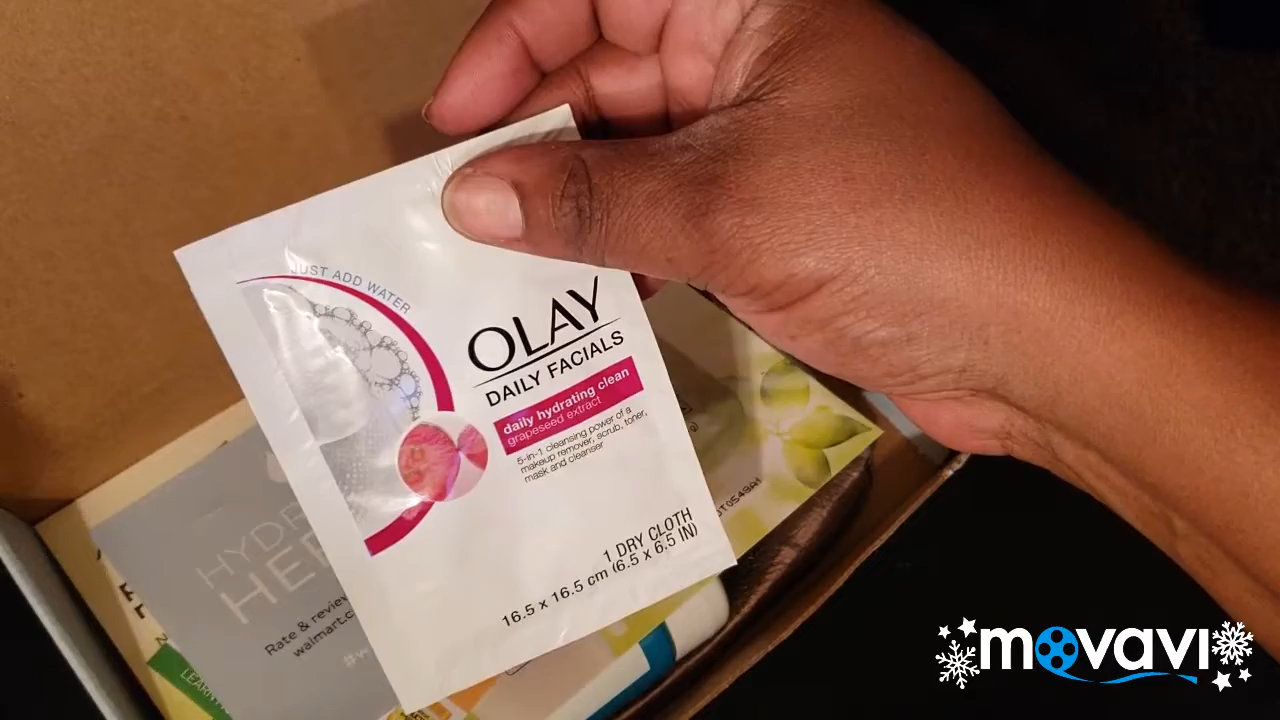 JUST ADD WATER
OLAY
DAILY FACIALS
daily hydrating clean
grapeseed extract
5-in-1 cleansing power of a
makeup remover, scrub, toner,
mask and cleanser
1 DRY CLOTH
16.5 x 16.5 cm (6.5 x 6.5 IN)
HYD
HE
Rate & review
walmart.c
movavi